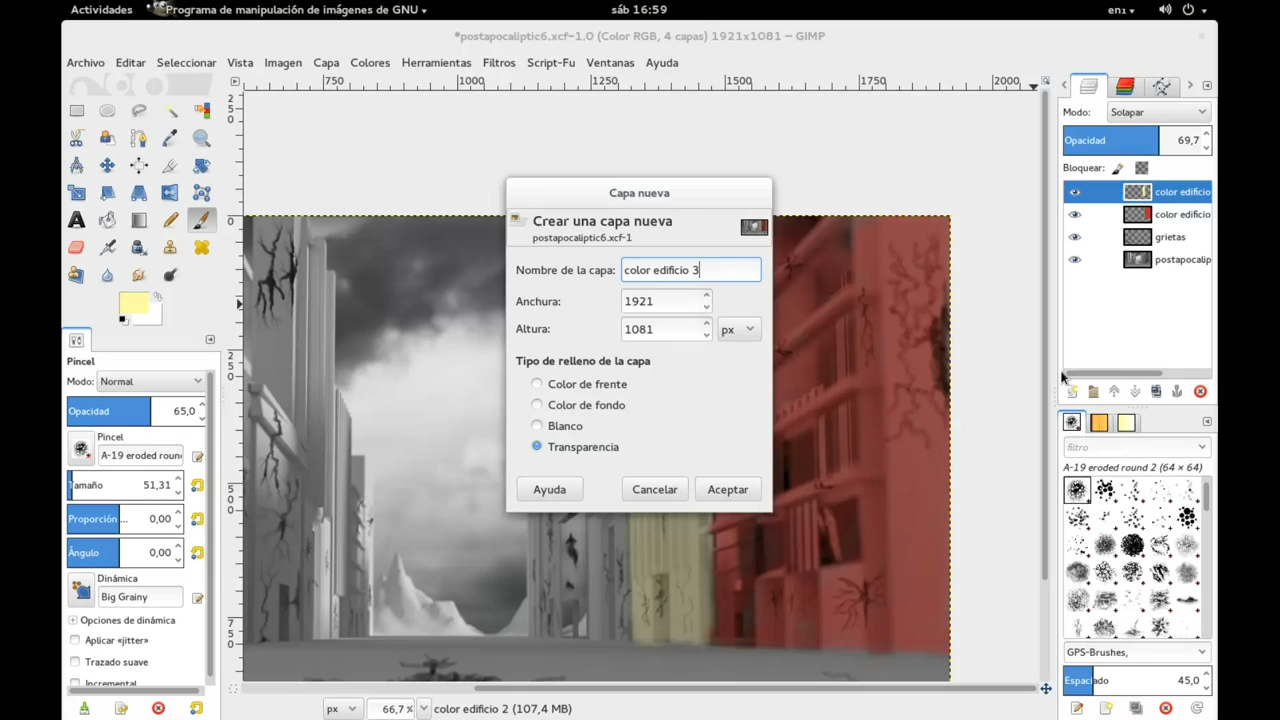 Actividades Programa de manipulación de imágenes de GNU sáb 16:59 en₁
*postapocaliptic6.xcf-1.0 (Color RGB, 4 capas) 1921x1081 – GIMP
Archivo Editar Seleccionar Vista Imagen Capa Colores Herramientas Filtros Script-Fu Ventanas Ayuda
750 1000 1250 1500 1750 2000
250
0
250
500
750
Modo: Solapar
Opacidad 69,7
Bloquear:
color edificio
color edificio
grietas
postapocalip
Capa nueva
Crear una capa nueva
postapocaliptic6.xcf-1
Nombre de la capa: color edificio 3
Anchura: 1921
Altura: 1081 px
Tipo de relleno de la capa
Color de frente
Color de fondo
Blanco
Transparencia
Ayuda Cancelar Aceptar
Pincel
Modo: Normal
Opacidad 65,0
Pincel
A-19 eroded roun
Tamaño 51,31
Proporción... 0,00
Ángulo 0,00
Dinámica
Big Grainy
Opciones de dinámica
Aplicar «jitter»
Trazado suave
Incremental
filtro
A-19 eroded round 2 (64 × 64)
GPS-Brushes,
Espaciado 45,0
px 66,7 % color edificio 2 (107,4 MB)